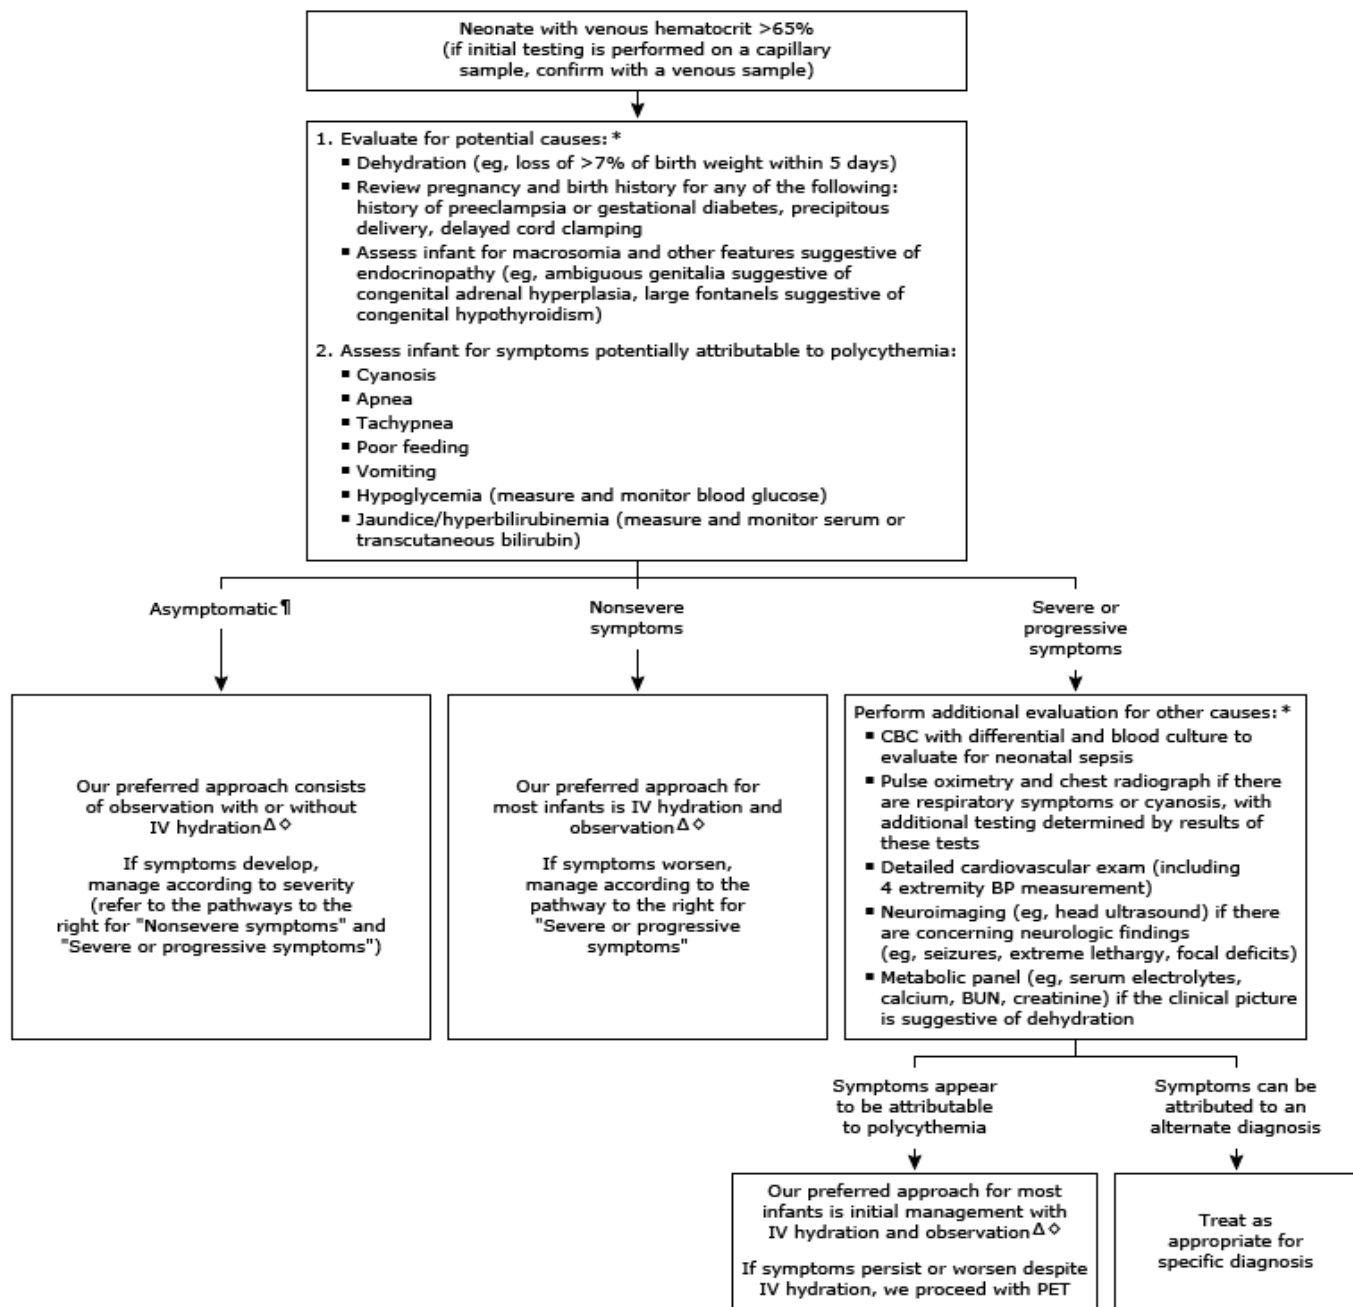 Neonate with venous hematocrit >65%
(if initial testing is performed on a capillary
sample, confirm with a venous sample)
1. Evaluate for potential causes:*
▪ Dehydration (eg, loss of >7% of birth weight within 5 days)
▪ Review pregnancy and birth history for any of the following:
history of preeclampsia or gestational diabetes, precipitous
delivery, delayed cord clamping
▪ Assess infant for macrosomia and other features suggestive of
endocrinopathy (eg, ambiguous genitalia suggestive of
congenital adrenal hyperplasia, large fontanels suggestive of
congenital hypothyroidism)
2. Assess infant for symptoms potentially attributable to polycythemia:
▪ Cyanosis
▪ Apnea
▪ Tachypnea
▪ Poor feeding
▪ Vomiting
▪ Hypoglycemia (measure and monitor blood glucose)
▪ Jaundice/hyperbilirubinemia (measure and monitor serum or
transcutaneous bilirubin)
Asymptomatic¶
Our preferred approach consists
of observation with or without
IV hydrationΔ◇
If symptoms develop,
manage according to severity
(refer to the pathways to the
right for "Nonsevere symptoms" and
"Severe or progressive symptoms")
Nonsevere
symptoms
Our preferred approach for
most infants is IV hydration and
observationΔ◇
If symptoms worsen,
manage according to the
pathway to the right for
"Severe or progressive
symptoms"
Severe or
progressive
symptoms
Perform additional evaluation for other causes:*
▪ CBC with differential and blood culture to
evaluate for neonatal sepsis
▪ Pulse oximetry and chest radiograph if there
are respiratory symptoms or cyanosis, with
additional testing determined by results of
these tests
▪ Detailed cardiovascular exam (including
4 extremity BP measurement)
▪ Neuroimaging (eg, head ultrasound) if there
are concerning neurologic findings
(eg, seizures, extreme lethargy, focal deficits)
▪ Metabolic panel (eg, serum electrolytes,
calcium, BUN, creatinine) if the clinical picture
is suggestive of dehydration
Symptoms appear
to be attributable
to polycythemia
Our preferred approach for most
infants is initial management with
IV hydration and observationΔ◇
If symptoms persist or worsen despite
IV hydration, we proceed with PET
Symptoms can be
attributed to an
alternate diagnosis
Treat as
appropriate for
specific diagnosis